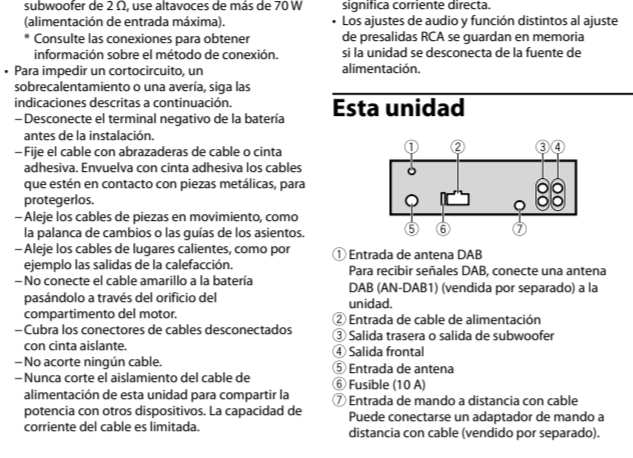 subwoofer de 2 Ω, use altavoces de más de 70 W
(alimentación de entrada máxima).
* Consulte las conexiones para obtener
información sobre el método de conexión.
• Para impedir un cortocircuito, un
sobrecalentamiento o una avería, siga las
indicaciones descritas a continuación.
– Desconecte el terminal negativo de la batería
antes de la instalación.
– Fije el cable con abrazaderas de cable o cinta
adhesiva. Envuelva con cinta adhesiva los cables
que estén en contacto con piezas metálicas, para
protegerlos.
– Aleje los cables de piezas en movimiento, como
la palanca de cambios o las guías de los asientos.
– Aleje los cables de lugares calientes, como por
ejemplo las salidas de la calefacción.
– No conecte el cable amarillo a la batería
pasándolo a través del orificio del
compartimento del motor.
– Cubra los conectores de cables desconectados
con cinta aislante.
– No acorte ningún cable.
– Nunca corte el aislamiento del cable de
alimentación de esta unidad para compartir la
potencia con otros dispositivos. La capacidad de
corriente del cable es limitada.
significa corriente directa.
• Los ajustes de audio y función distintos al ajuste
de presalidas RCA se guardan en memoria
si la unidad se desconecta de la fuente de
alimentación.
Esta unidad
① ② ③ ④
⑤ ⑥ ⑦
① Entrada de antena DAB
Para recibir señales DAB, conecte una antena
DAB (AN-DAB1) (vendida por separado) a la
unidad.
② Entrada de cable de alimentación
③ Salida trasera o salida de subwoofer
④ Salida frontal
⑤ Entrada de antena
⑥ Fusible (10 A)
⑦ Entrada de mando a distancia con cable
Puede conectarse un adaptador de mando a
distancia con cable (vendido por separado).